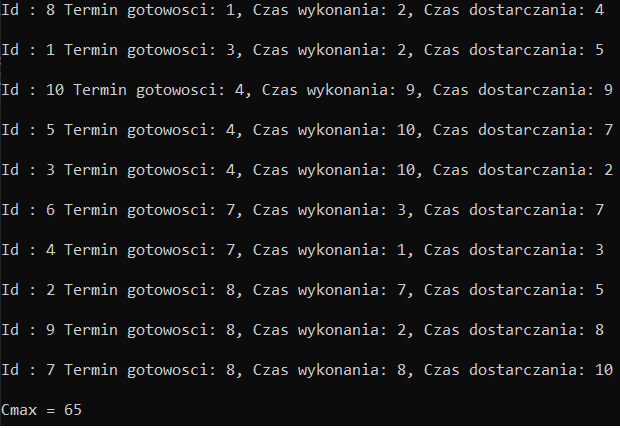 Id : 8 Termin gotowosci: 1, Czas wykonania: 2, Czas dostarczania: 4
Id : 1 Termin gotowosci: 3, Czas wykonania: 2, Czas dostarczania: 5
Id : 10 Termin gotowosci: 4, Czas wykonania: 9, Czas dostarczania: 9
Id : 5 Termin gotowosci: 4, Czas wykonania: 10, Czas dostarczania: 7
Id : 3 Termin gotowosci: 4, Czas wykonania: 10, Czas dostarczania: 2
Id : 6 Termin gotowosci: 7, Czas wykonania: 3, Czas dostarczania: 7
Id : 4 Termin gotowosci: 7, Czas wykonania: 1, Czas dostarczania: 3
Id : 2 Termin gotowosci: 8, Czas wykonania: 7, Czas dostarczania: 5
Id : 9 Termin gotowosci: 8, Czas wykonania: 2, Czas dostarczania: 8
Id : 7 Termin gotowosci: 8, Czas wykonania: 8, Czas dostarczania: 10
Cmax = 65